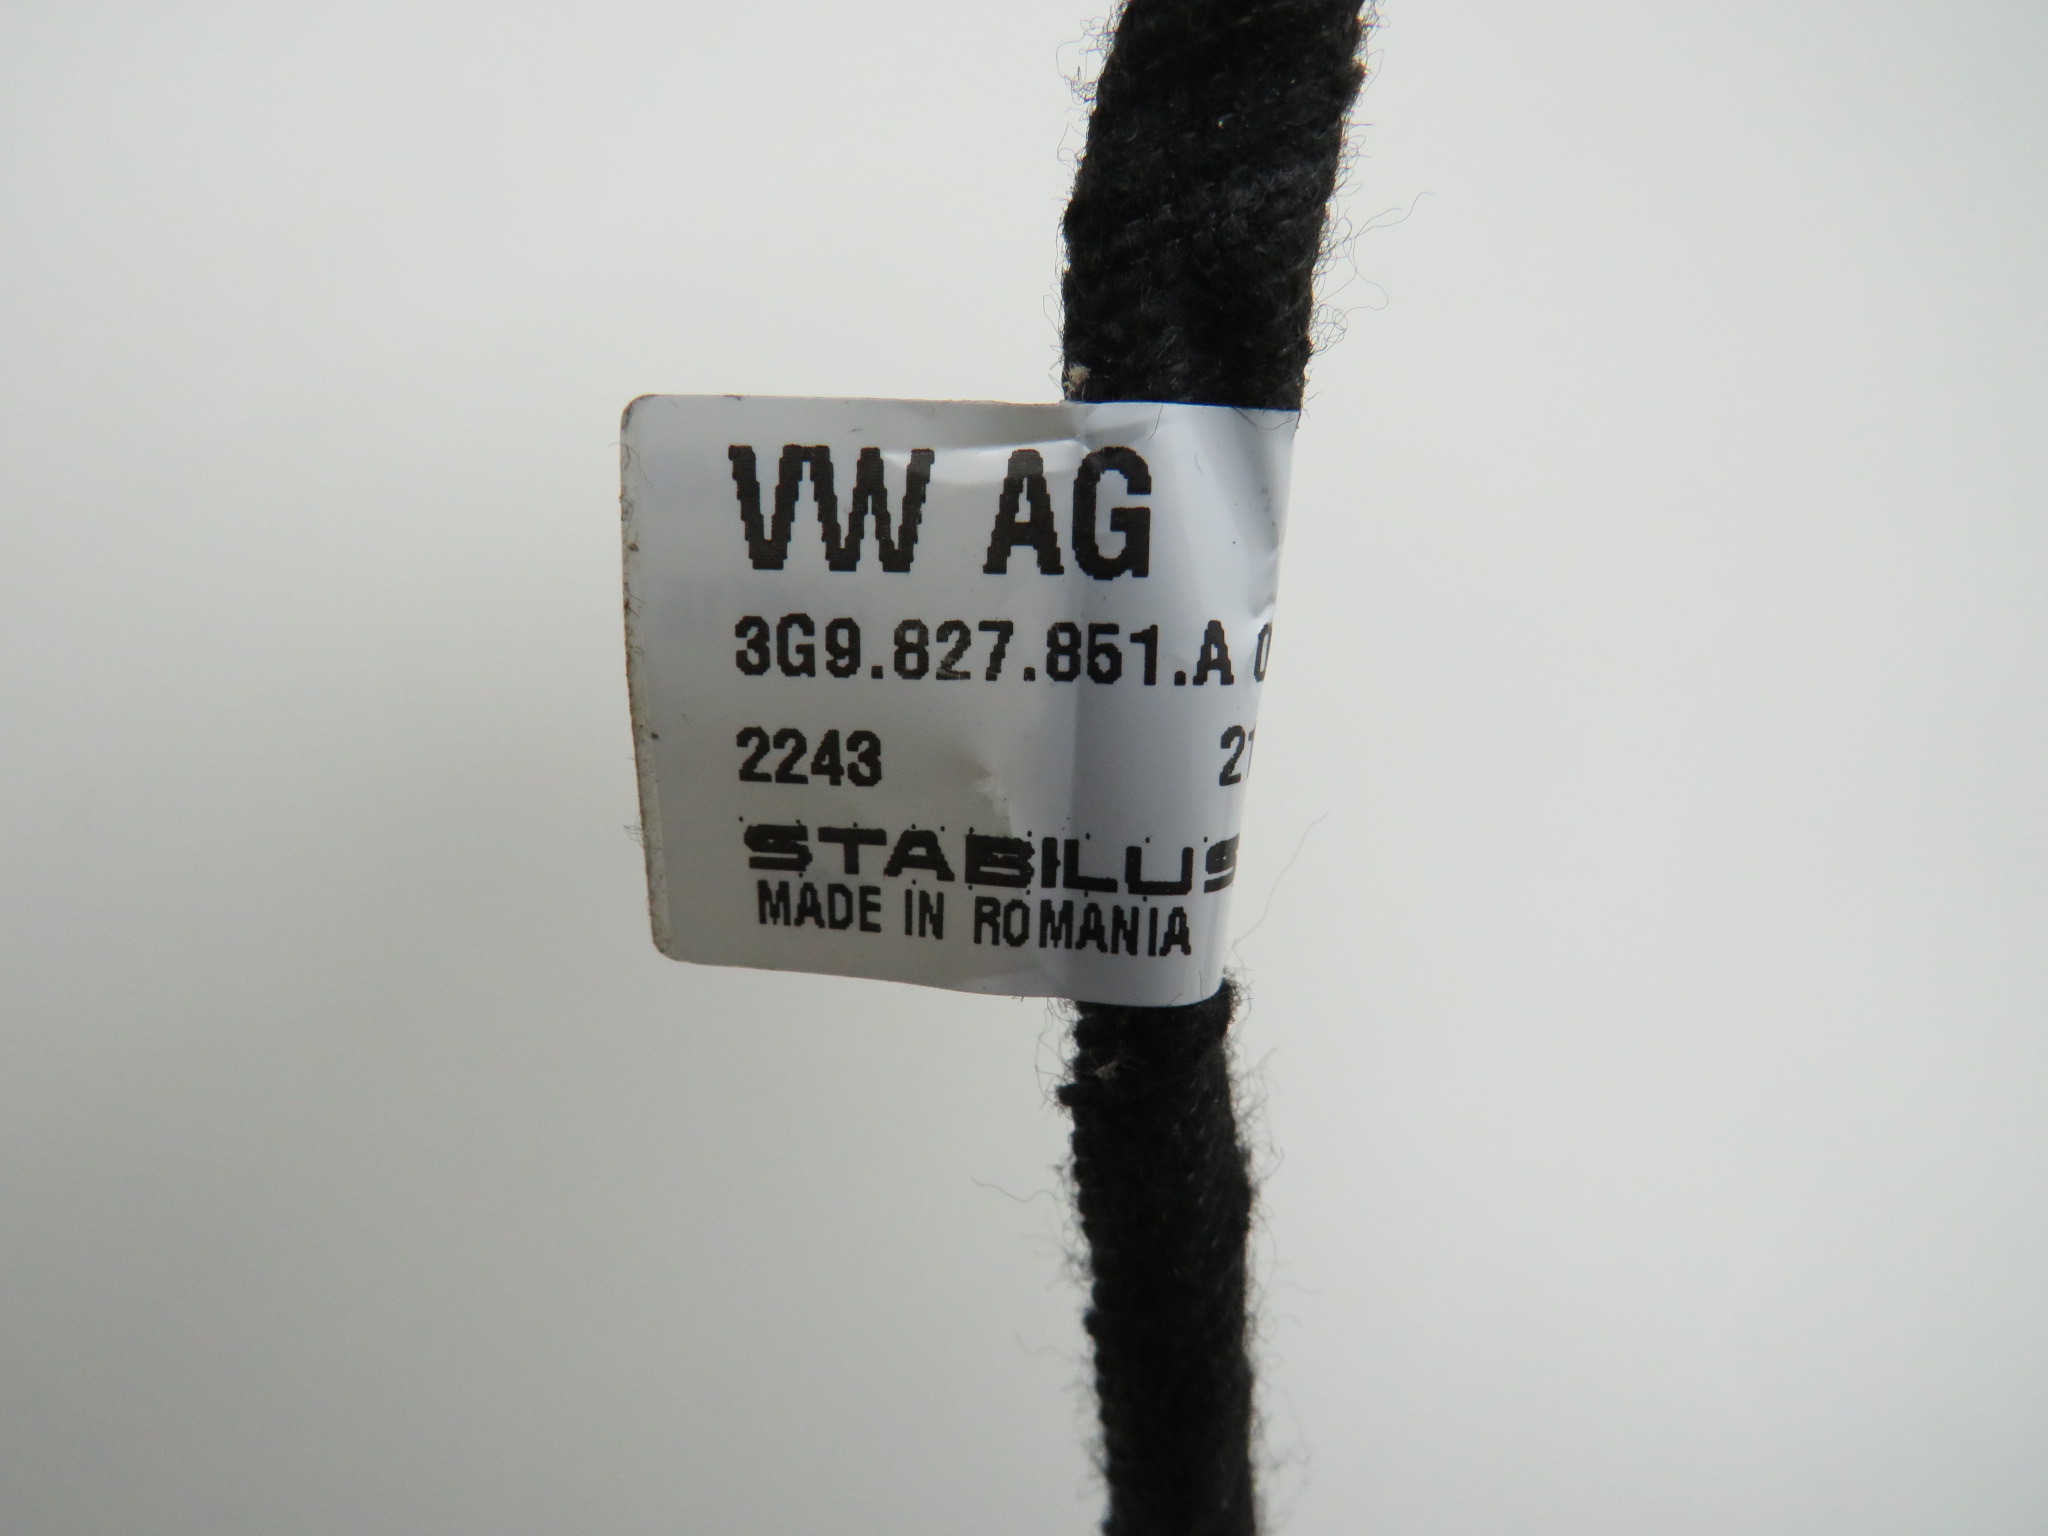 VW AG
3G9.827.851.A
2243
STABILUS
MADE IN ROMANIA